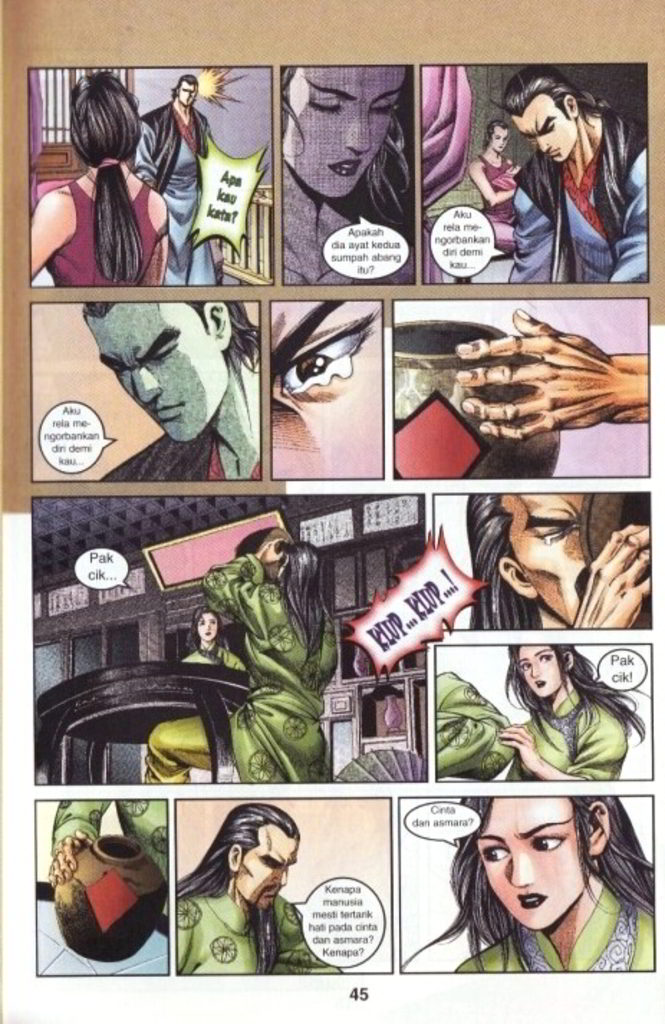 Apa
kau
kata?
Apakah
dia ayat kedua
sumpah abang
itu?
Aku
rela me-
ngorbankan
diri demi
kau...
Aku
rela me-
ngorbankan
diri demi
kau...
Pak
cik...
KLOP... KLOP...!
Pak
cik!
Kenapa
manusia
mesti tertarik
hati pada cinta
dan asmara?
Kenapa?
Cinta
dan asmara?
45